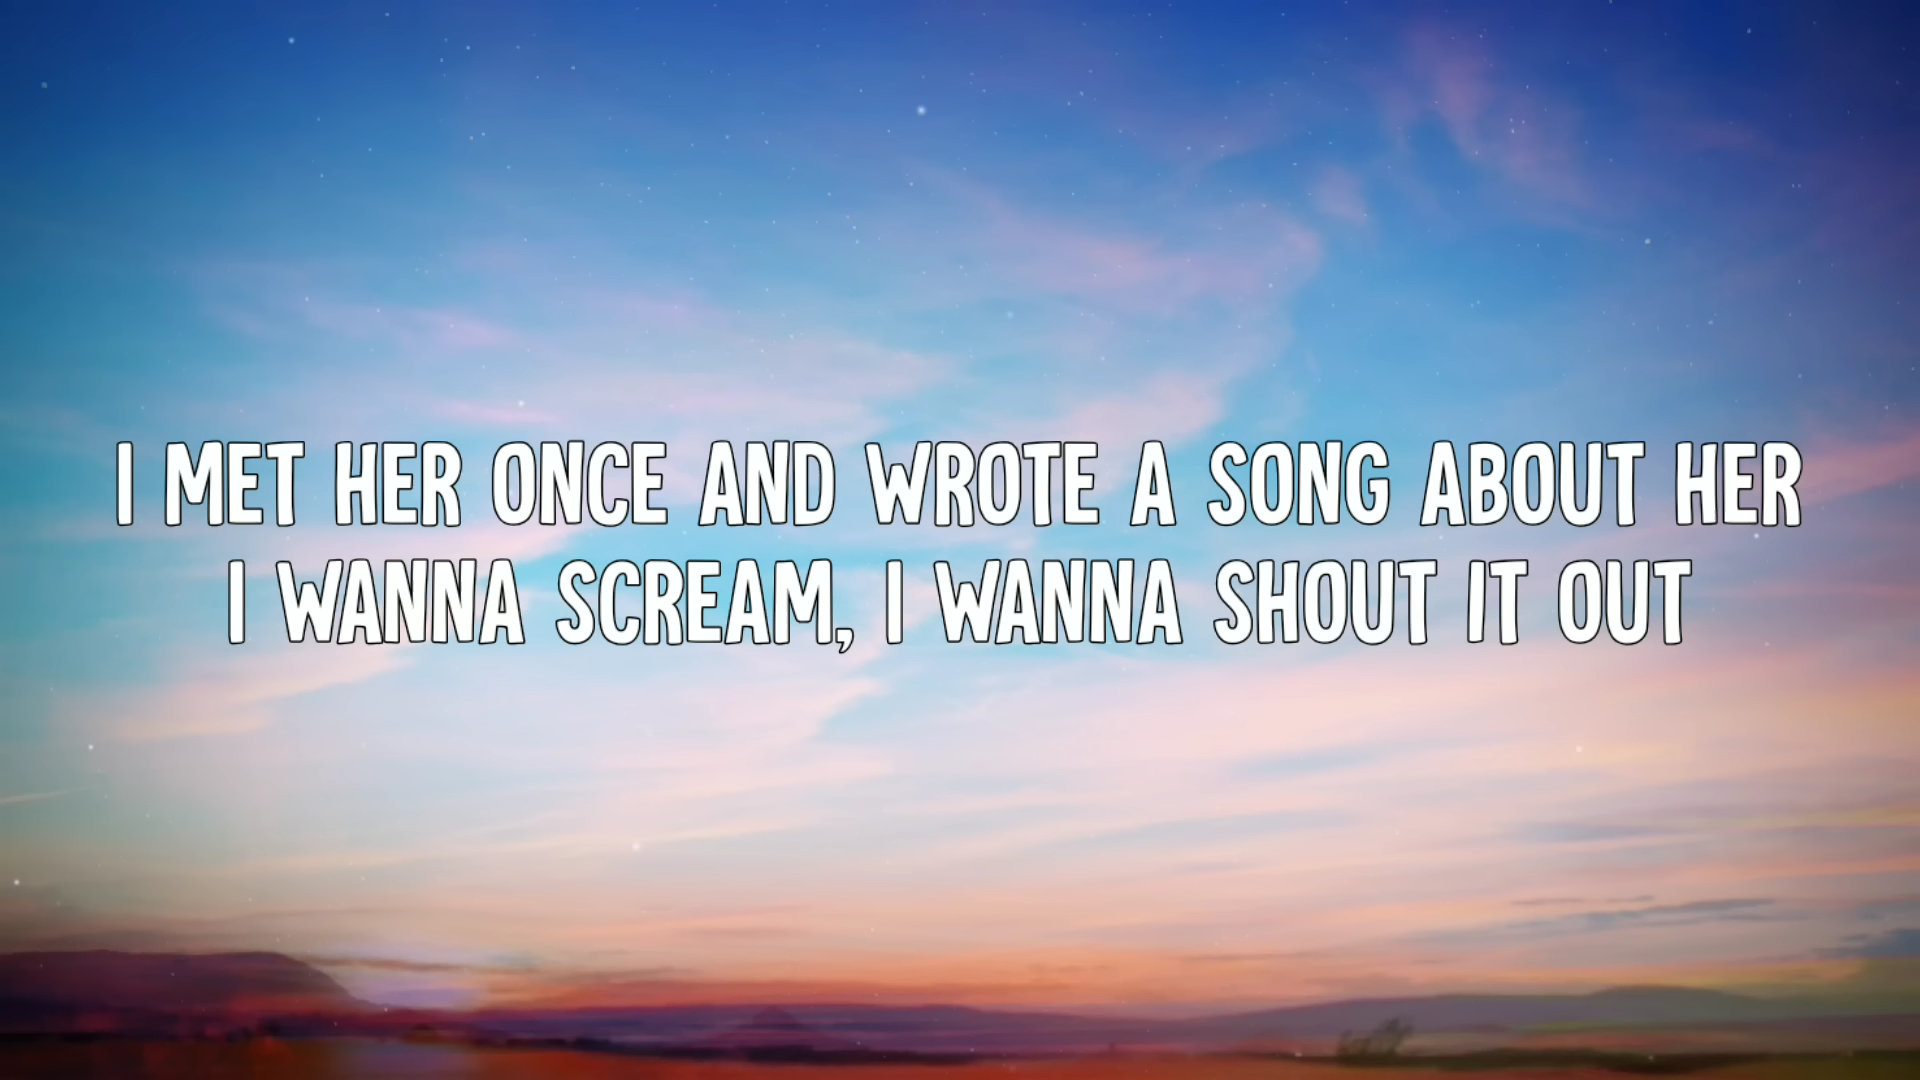 I MET HER ONCE AND WROTE A SONG ABOUT HER
I WANNA SCREAM, I WANNA SHOUT IT OUT